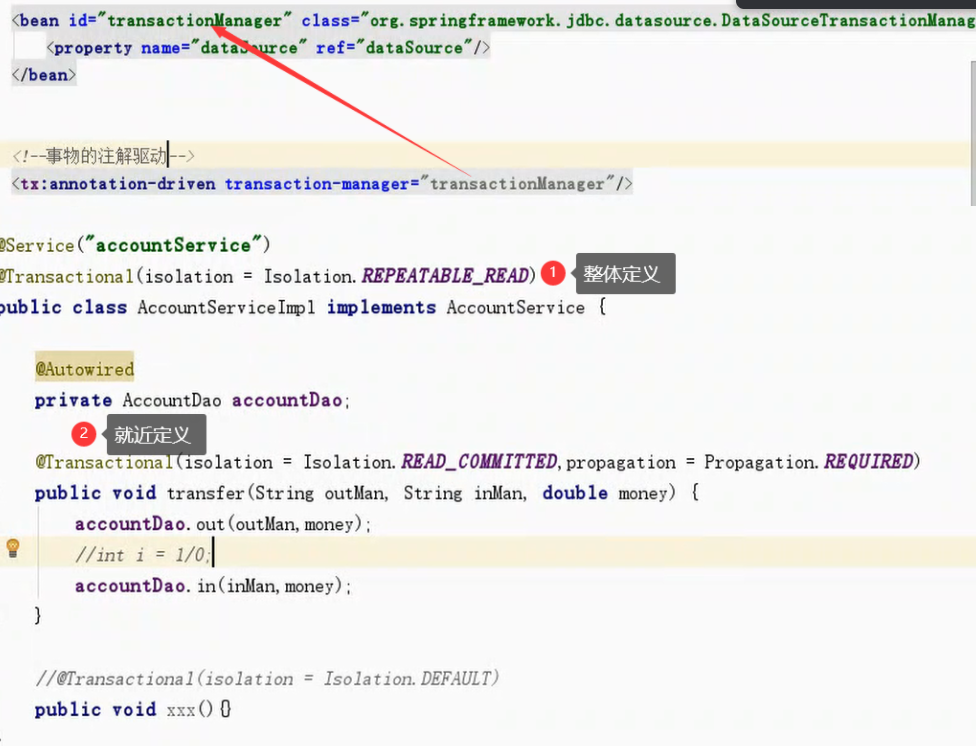 <bean id="transactionManager" class="org.springframework.jdbc.datasource.DataSourceTransactionManag
<property name="dataSource" ref="dataSource"/>
</bean>
<!--事物的注解驱动-->
<tx:annotation-driven transaction-manager="transactionManager"/>
@Service("accountService")
@Transactional(isolation = Isolation.REPEATABLE_READ) 1 整体定义
public class AccountServiceImpl implements AccountService {
@Autowired
private AccountDao accountDao;
2 就近定义
@Transactional(isolation = Isolation.READ_COMMITTED,propagation = Propagation.REQUIRED)
public void transfer(String outMan, String inMan, double money) {
accountDao.out(outMan,money);
//int i = 1/0;
accountDao.in(inMan,money);
}
//@Transactional(isolation = Isolation.DEFAULT)
public void xxx(){}